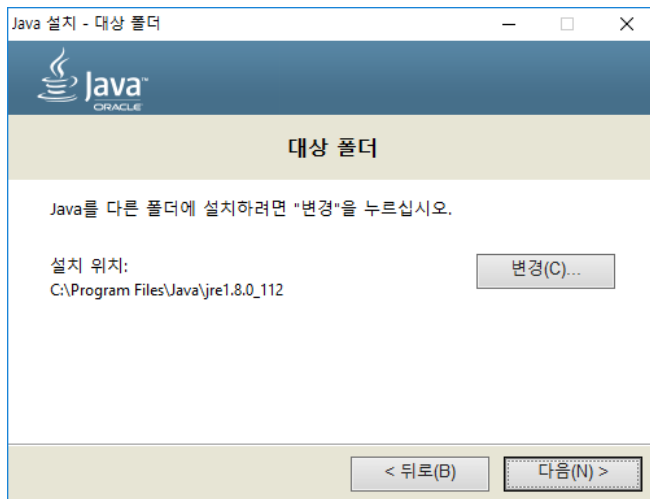 Java 설치 - 대상 폴더
Java™
ORACLE
대상 폴더
Java를 다른 폴더에 설치하려면 "변경"을 누르십시오.
설치 위치:
변경(C)...
C:\Program Files\Java\jre1.8.0_112
< 뒤로(B)
다음(N) >